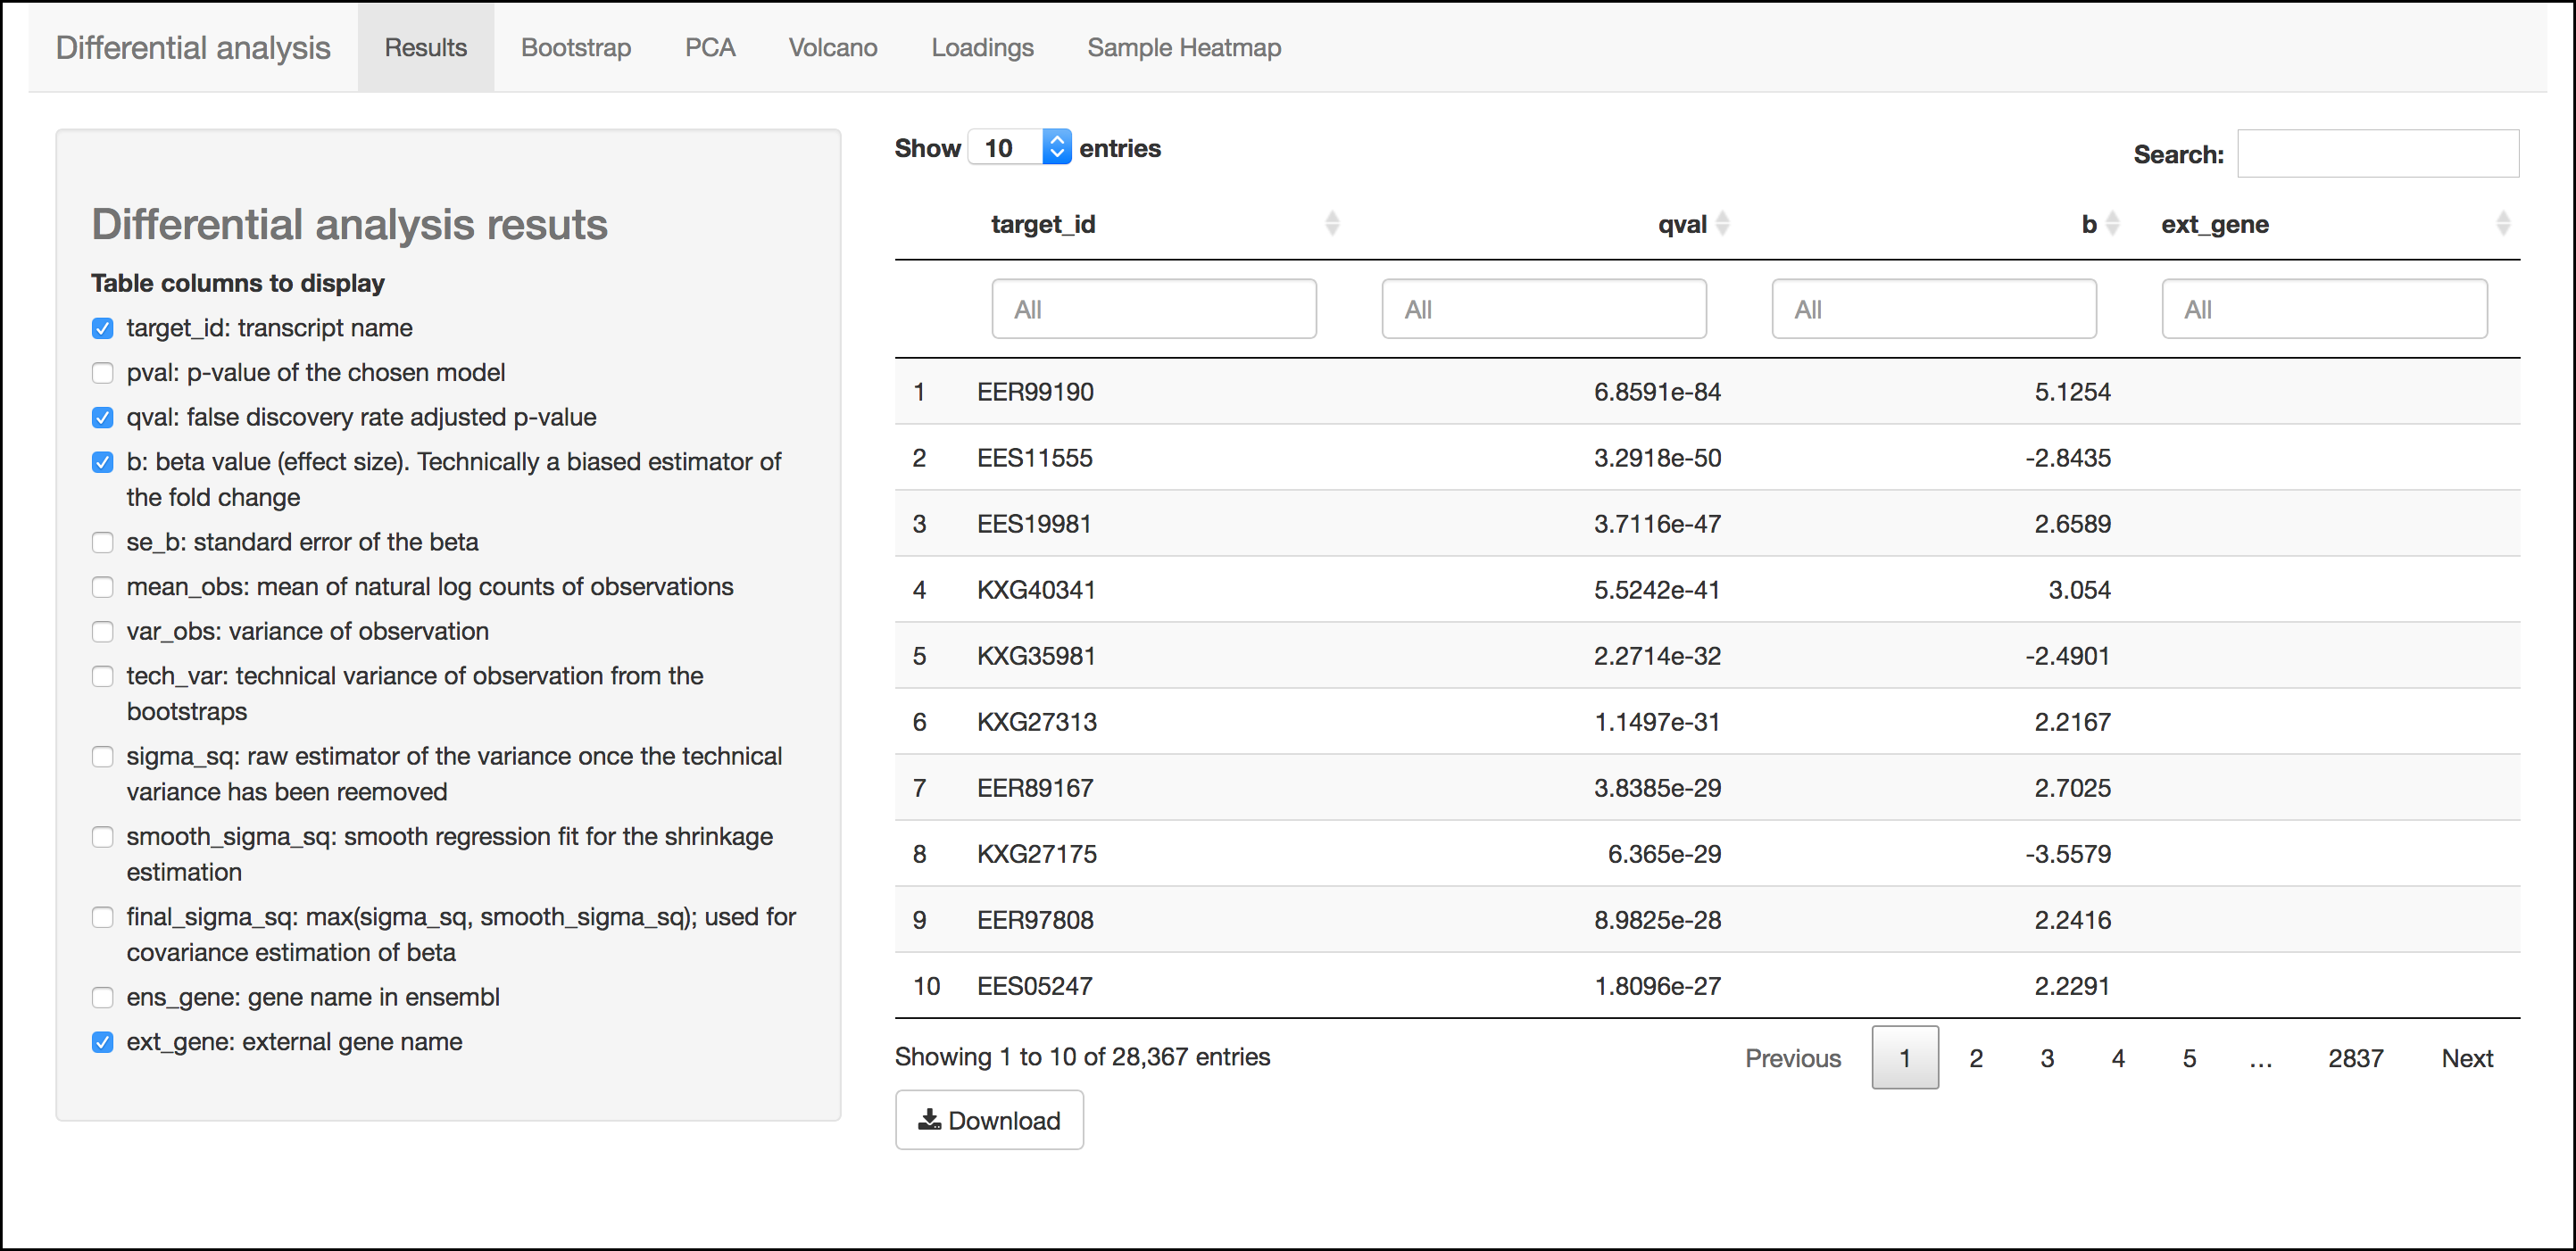 Differential analysis Results Bootstrap PCA Volcano Loadings Sample Heatmap
Differential analysis resuts
Table columns to display
target_id: transcript name
pval: p-value of the chosen model
qval: false discovery rate adjusted p-value
b: beta value (effect size). Technically a biased estimator of
the fold change
se_b: standard error of the beta
mean_obs: mean of natural log counts of observations
var_obs: variance of observation
tech_var: technical variance of observation from the
bootstraps
sigma_sq: raw estimator of the variance once the technical
variance has been reemoved
smooth_sigma_sq: smooth regression fit for the shrinkage
estimation
final_sigma_sq: max(sigma_sq, smooth_sigma_sq); used for
covariance estimation of beta
ens_gene: gene name in ensembl
ext_gene: external gene name
Show 10 entries
Search:
target_id qval b ext_gene
All All All All
1 EER99190 6.8591e-84 5.1254
2 EES11555 3.2918e-50 -2.8435
3 EES19981 3.7116e-47 2.6589
4 KXG40341 5.5242e-41 3.054
5 KXG35981 2.2714e-32 -2.4901
6 KXG27313 1.1497e-31 2.2167
7 EER89167 3.8385e-29 2.7025
8 KXG27175 6.365e-29 -3.5579
9 EER97808 8.9825e-28 2.2416
10 EES05247 1.8096e-27 2.2291
Showing 1 to 10 of 28,367 entries
Previous 1 2 3 4 5 … 2837 Next
Download